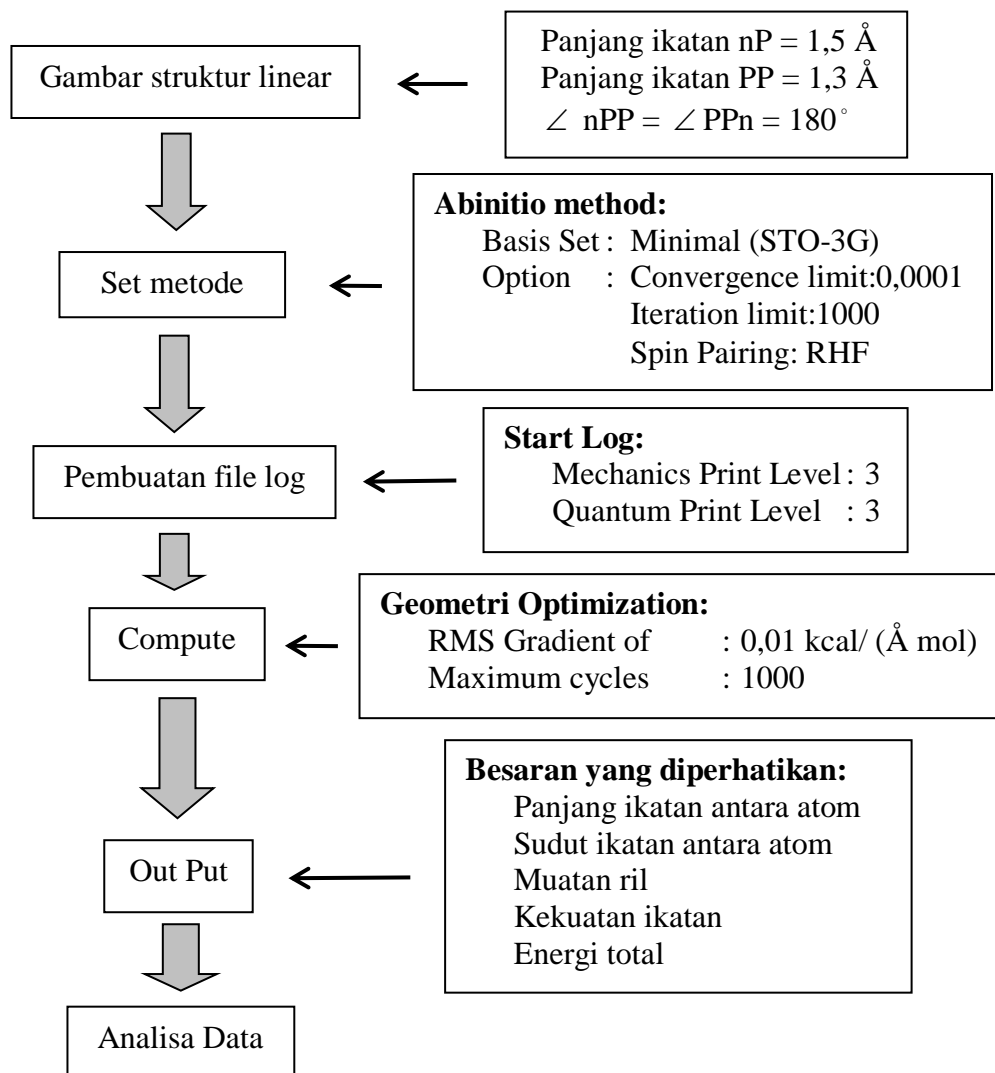 Gambar struktur linear
Panjang ikatan nP = 1,5 Å
Panjang ikatan PP = 1,3 Å
∠ nPP = ∠ PPn = 180°
Set metode
Abinitio method:
Basis Set : Minimal (STO-3G)
Option : Convergence limit:0,0001
Iteration limit:1000
Spin Pairing: RHF
Pembuatan file log
Start Log:
Mechanics Print Level : 3
Quantum Print Level : 3
Compute
Geometri Optimization:
RMS Gradient of : 0,01 kcal/ (Å mol)
Maximum cycles : 1000
Out Put
Besaran yang diperhatikan:
Panjang ikatan antara atom
Sudut ikatan antara atom
Muatan ril
Kekuatan ikatan
Energi total
Analisa Data